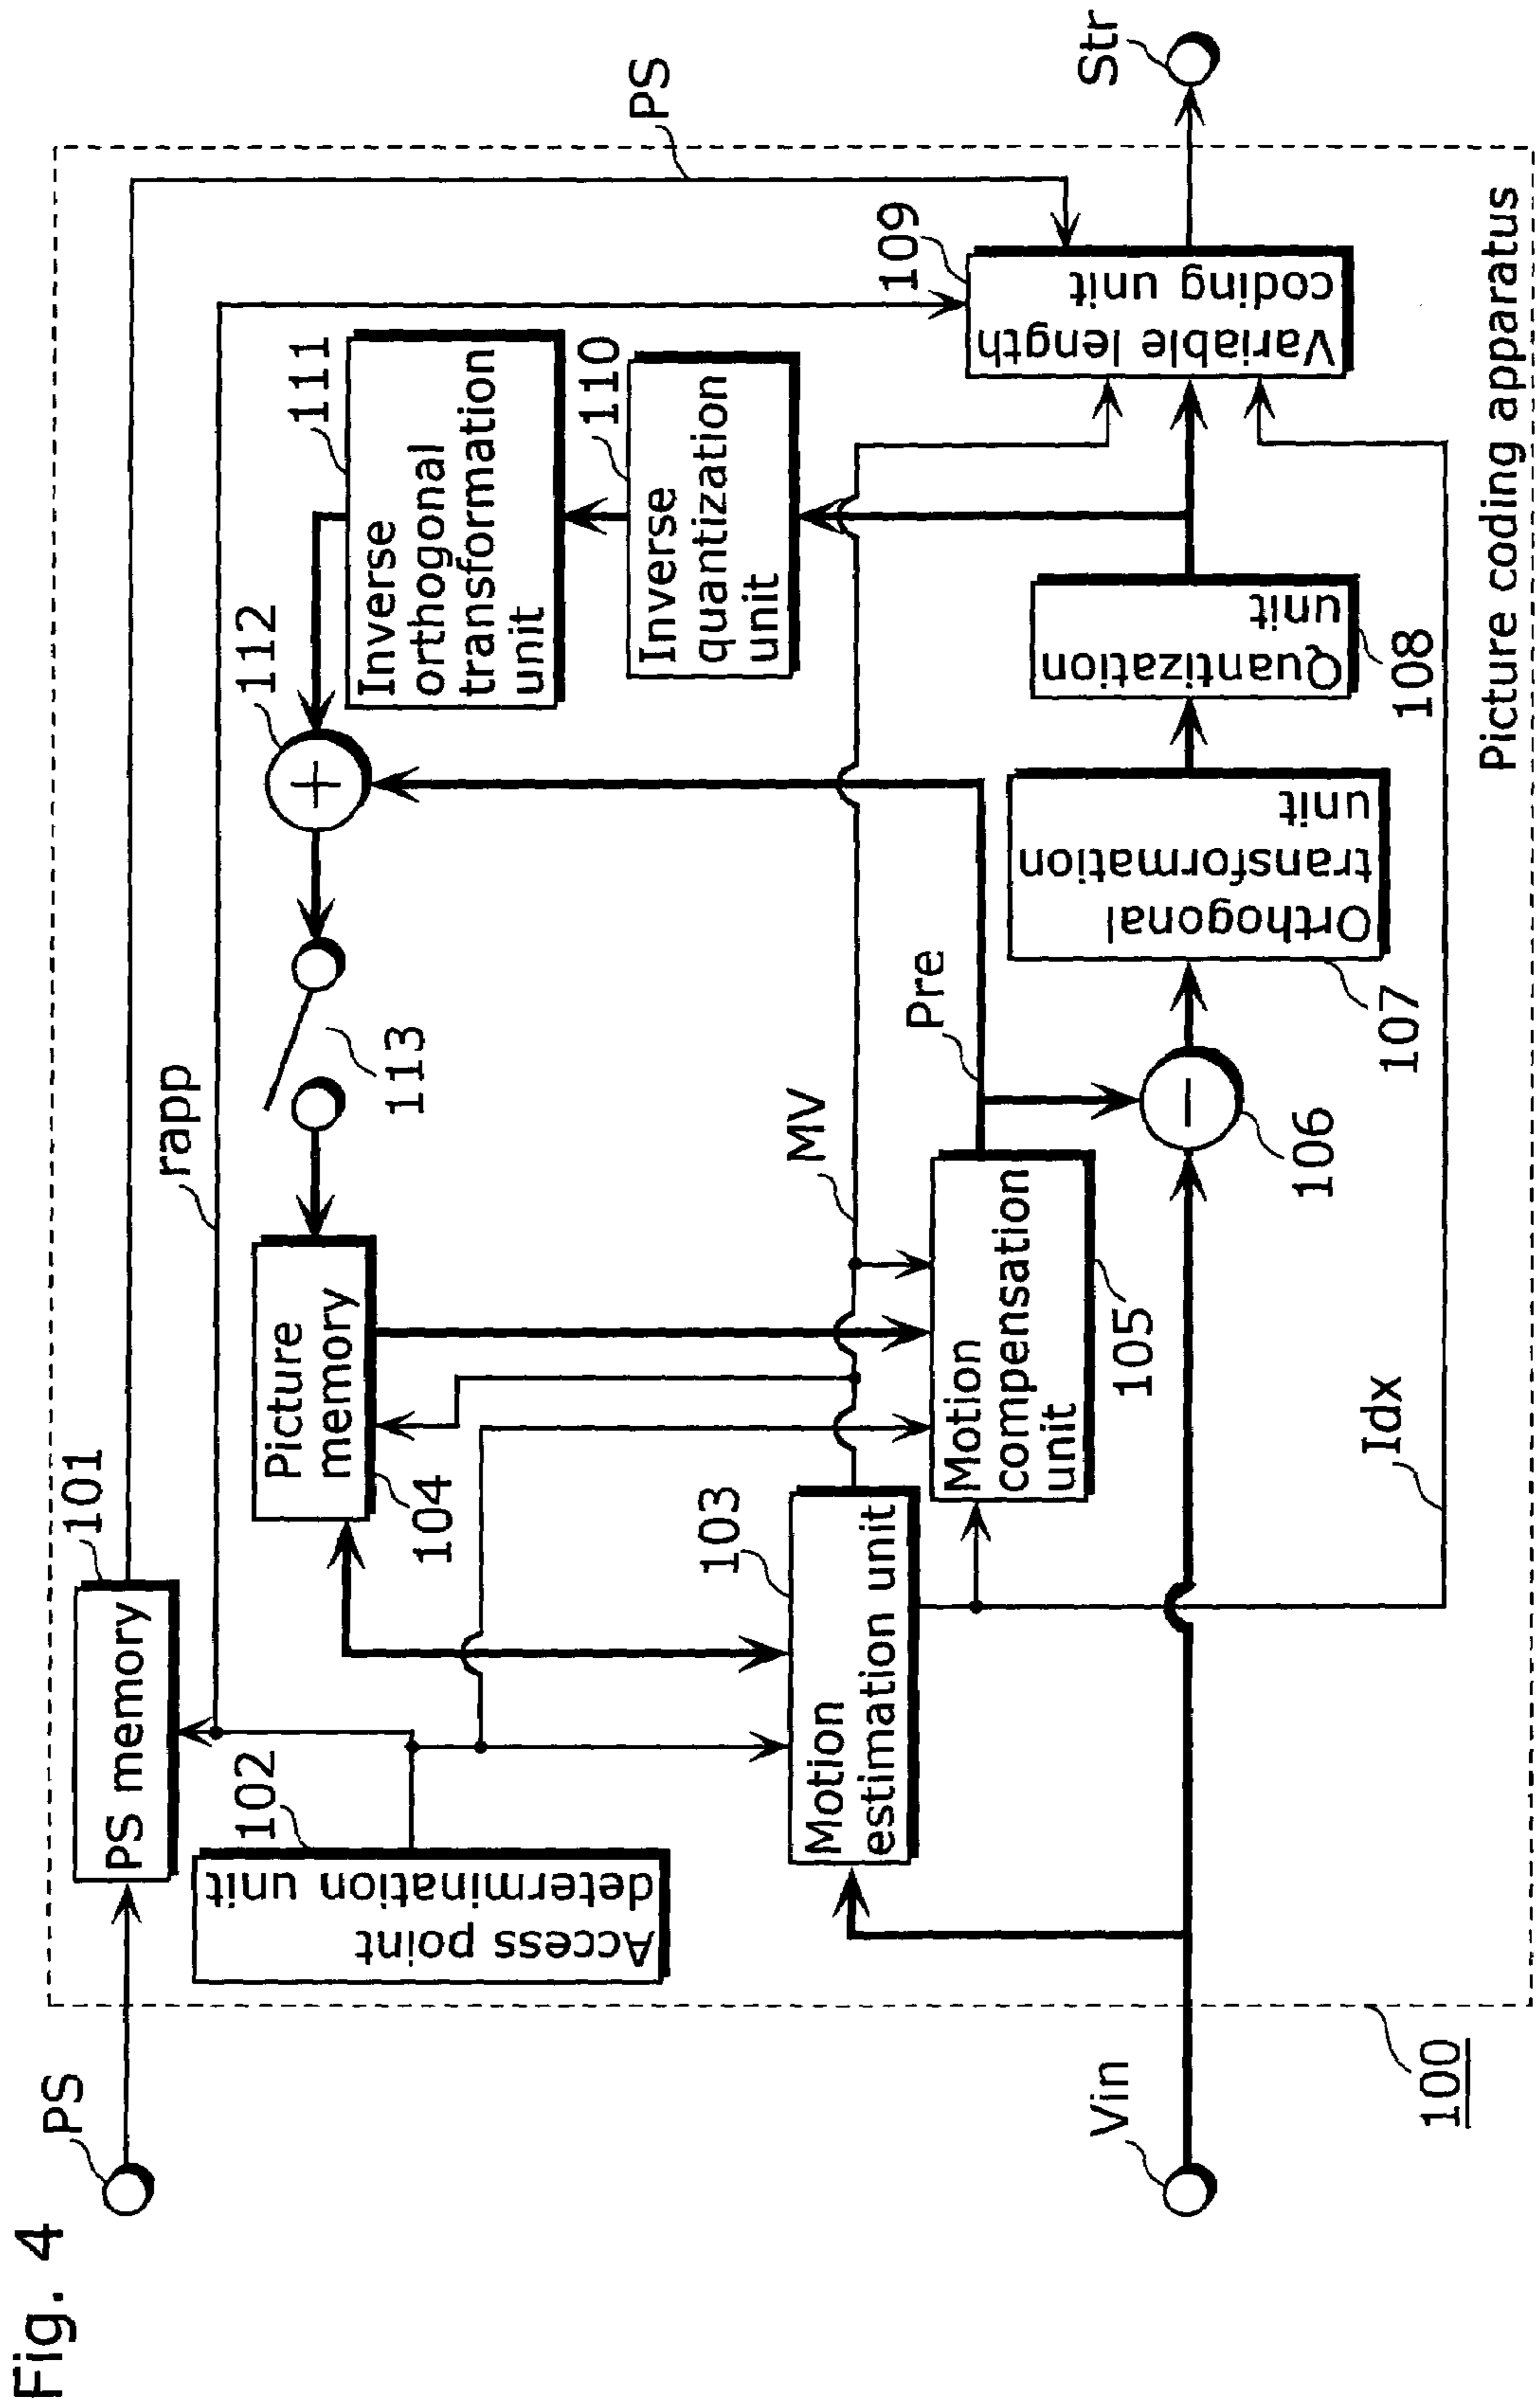 Fig. 4
PS
PS memory
101
rapp
PS
Access point
determination unit
102
Picture
memory
104
113
112
Inverse
orthogonal
transformation
unit
111
Inverse
quantization
unit
110
Motion
estimation unit
103
MV
Motion
compensation
unit
105
Pre
106
Orthogonal
transformation
unit
107
Quantization
unit
108
Variable length
coding unit
109
Str
Vin
Idx
100
Picture coding apparatus